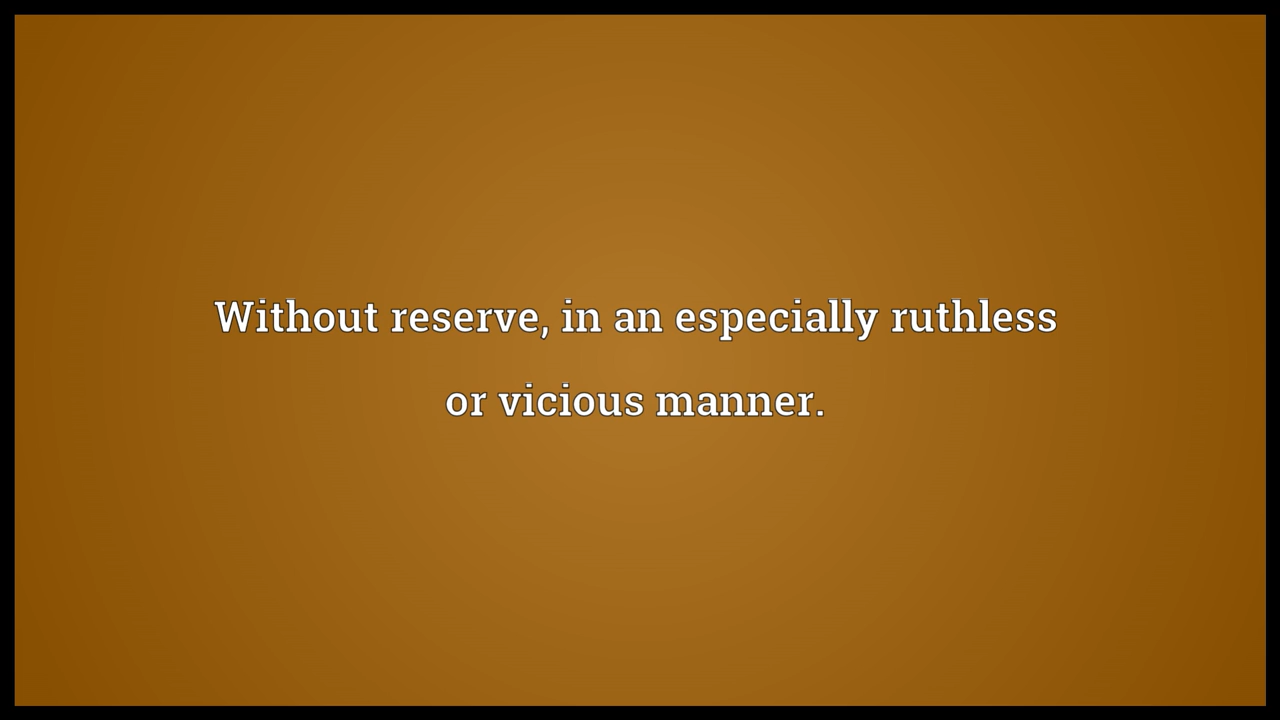 Without reserve, in an especially ruthless
or vicious manner.